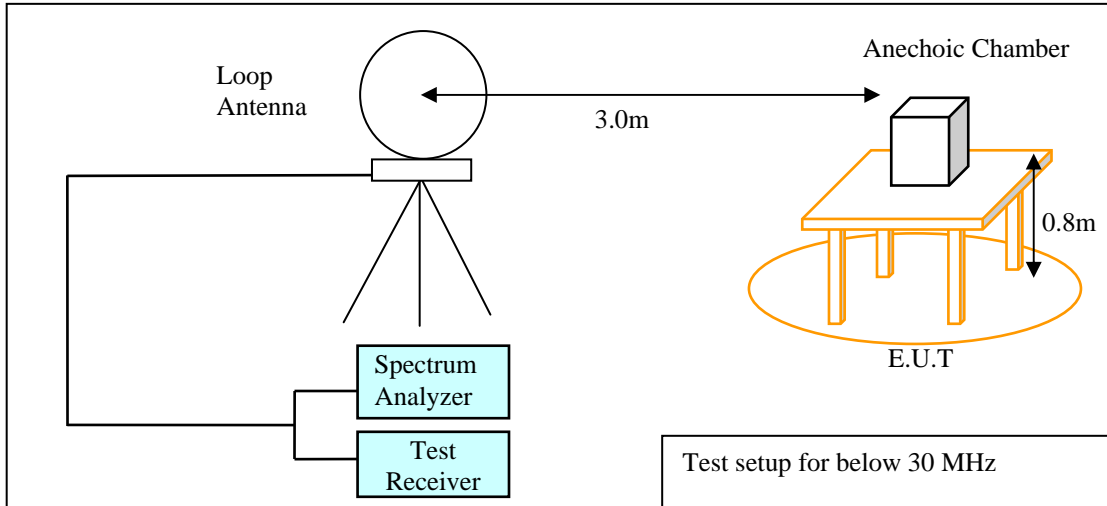 Anechoic Chamber
Loop
Antenna
3.0m
0.8m
E.U.T
Spectrum
Analyzer
Test
Receiver
Test setup for below 30 MHz